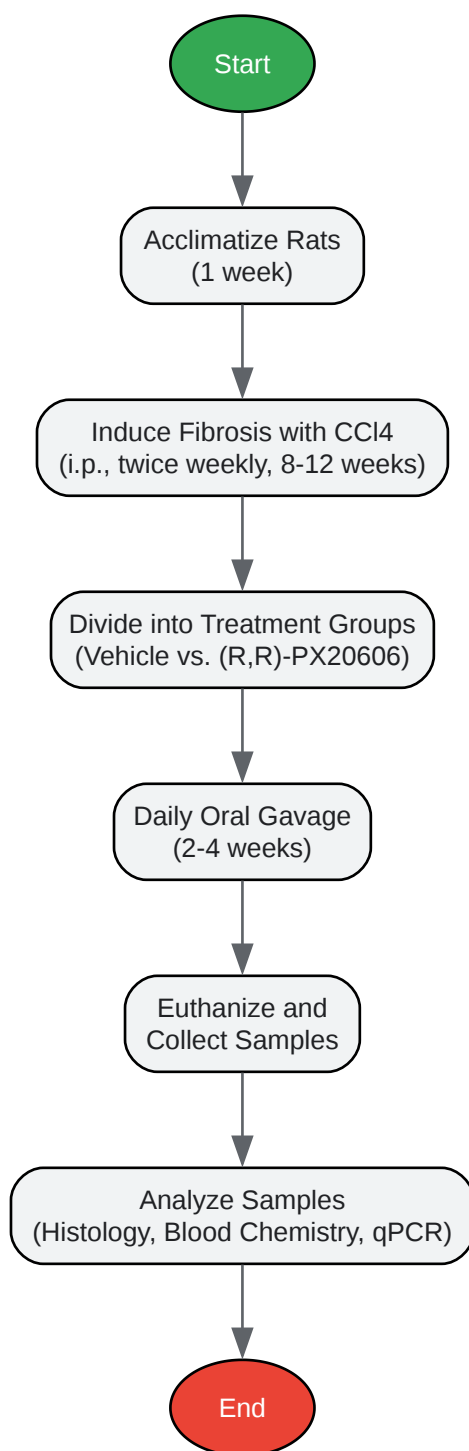 Start
Acclimatize Rats
(1 week)
Induce Fibrosis with CCl4
(i.p., twice weekly, 8-12 weeks)
Divide into Treatment Groups
(Vehicle vs. (R,R)-PX20606)
Daily Oral Gavage
(2-4 weeks)
Euthanize and
Collect Samples
Analyze Samples
(Histology, Blood Chemistry, qPCR)
End